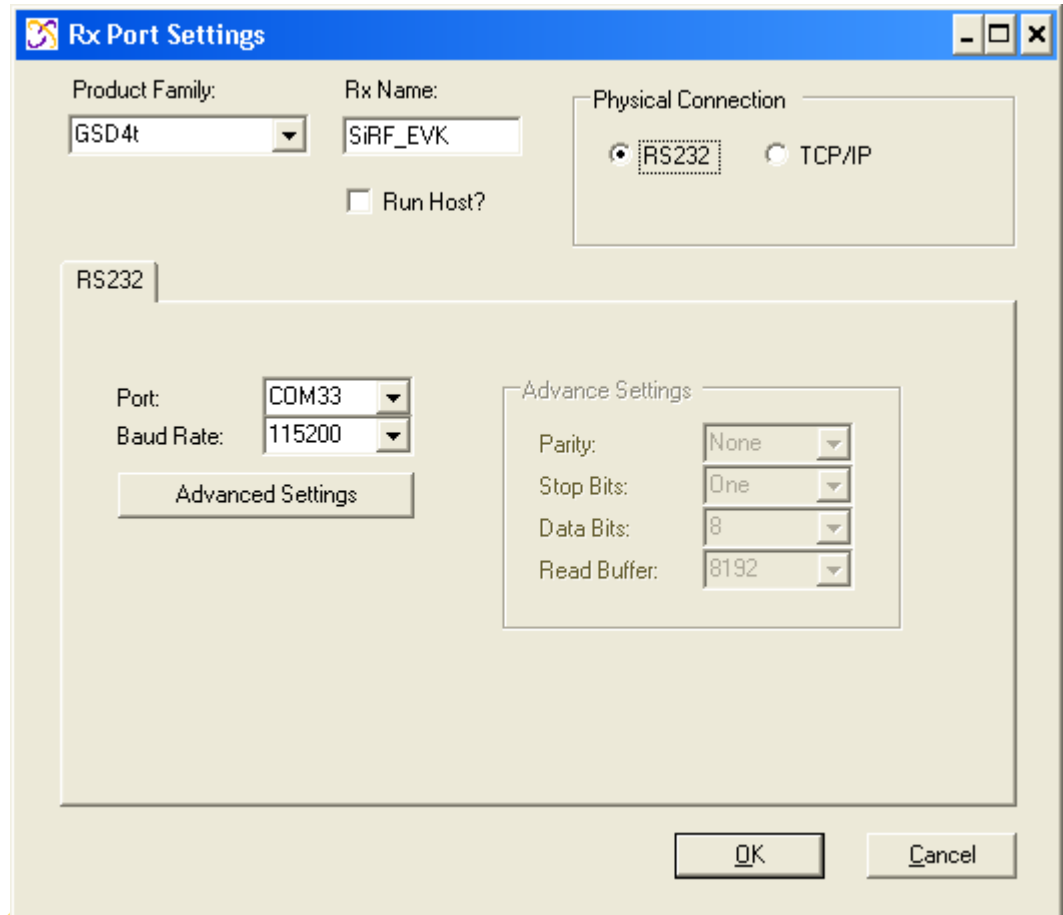 Rx Port Settings
Product Family:
GSD4t
Rx Name:
SiRF_EVK
Run Host?
Physical Connection
RS232
TCP/IP
RS232
Port:
COM33
Baud Rate:
115200
Advanced Settings
Advance Settings
Parity:
None
Stop Bits:
One
Data Bits:
8
Read Buffer:
8192
OK
Cancel